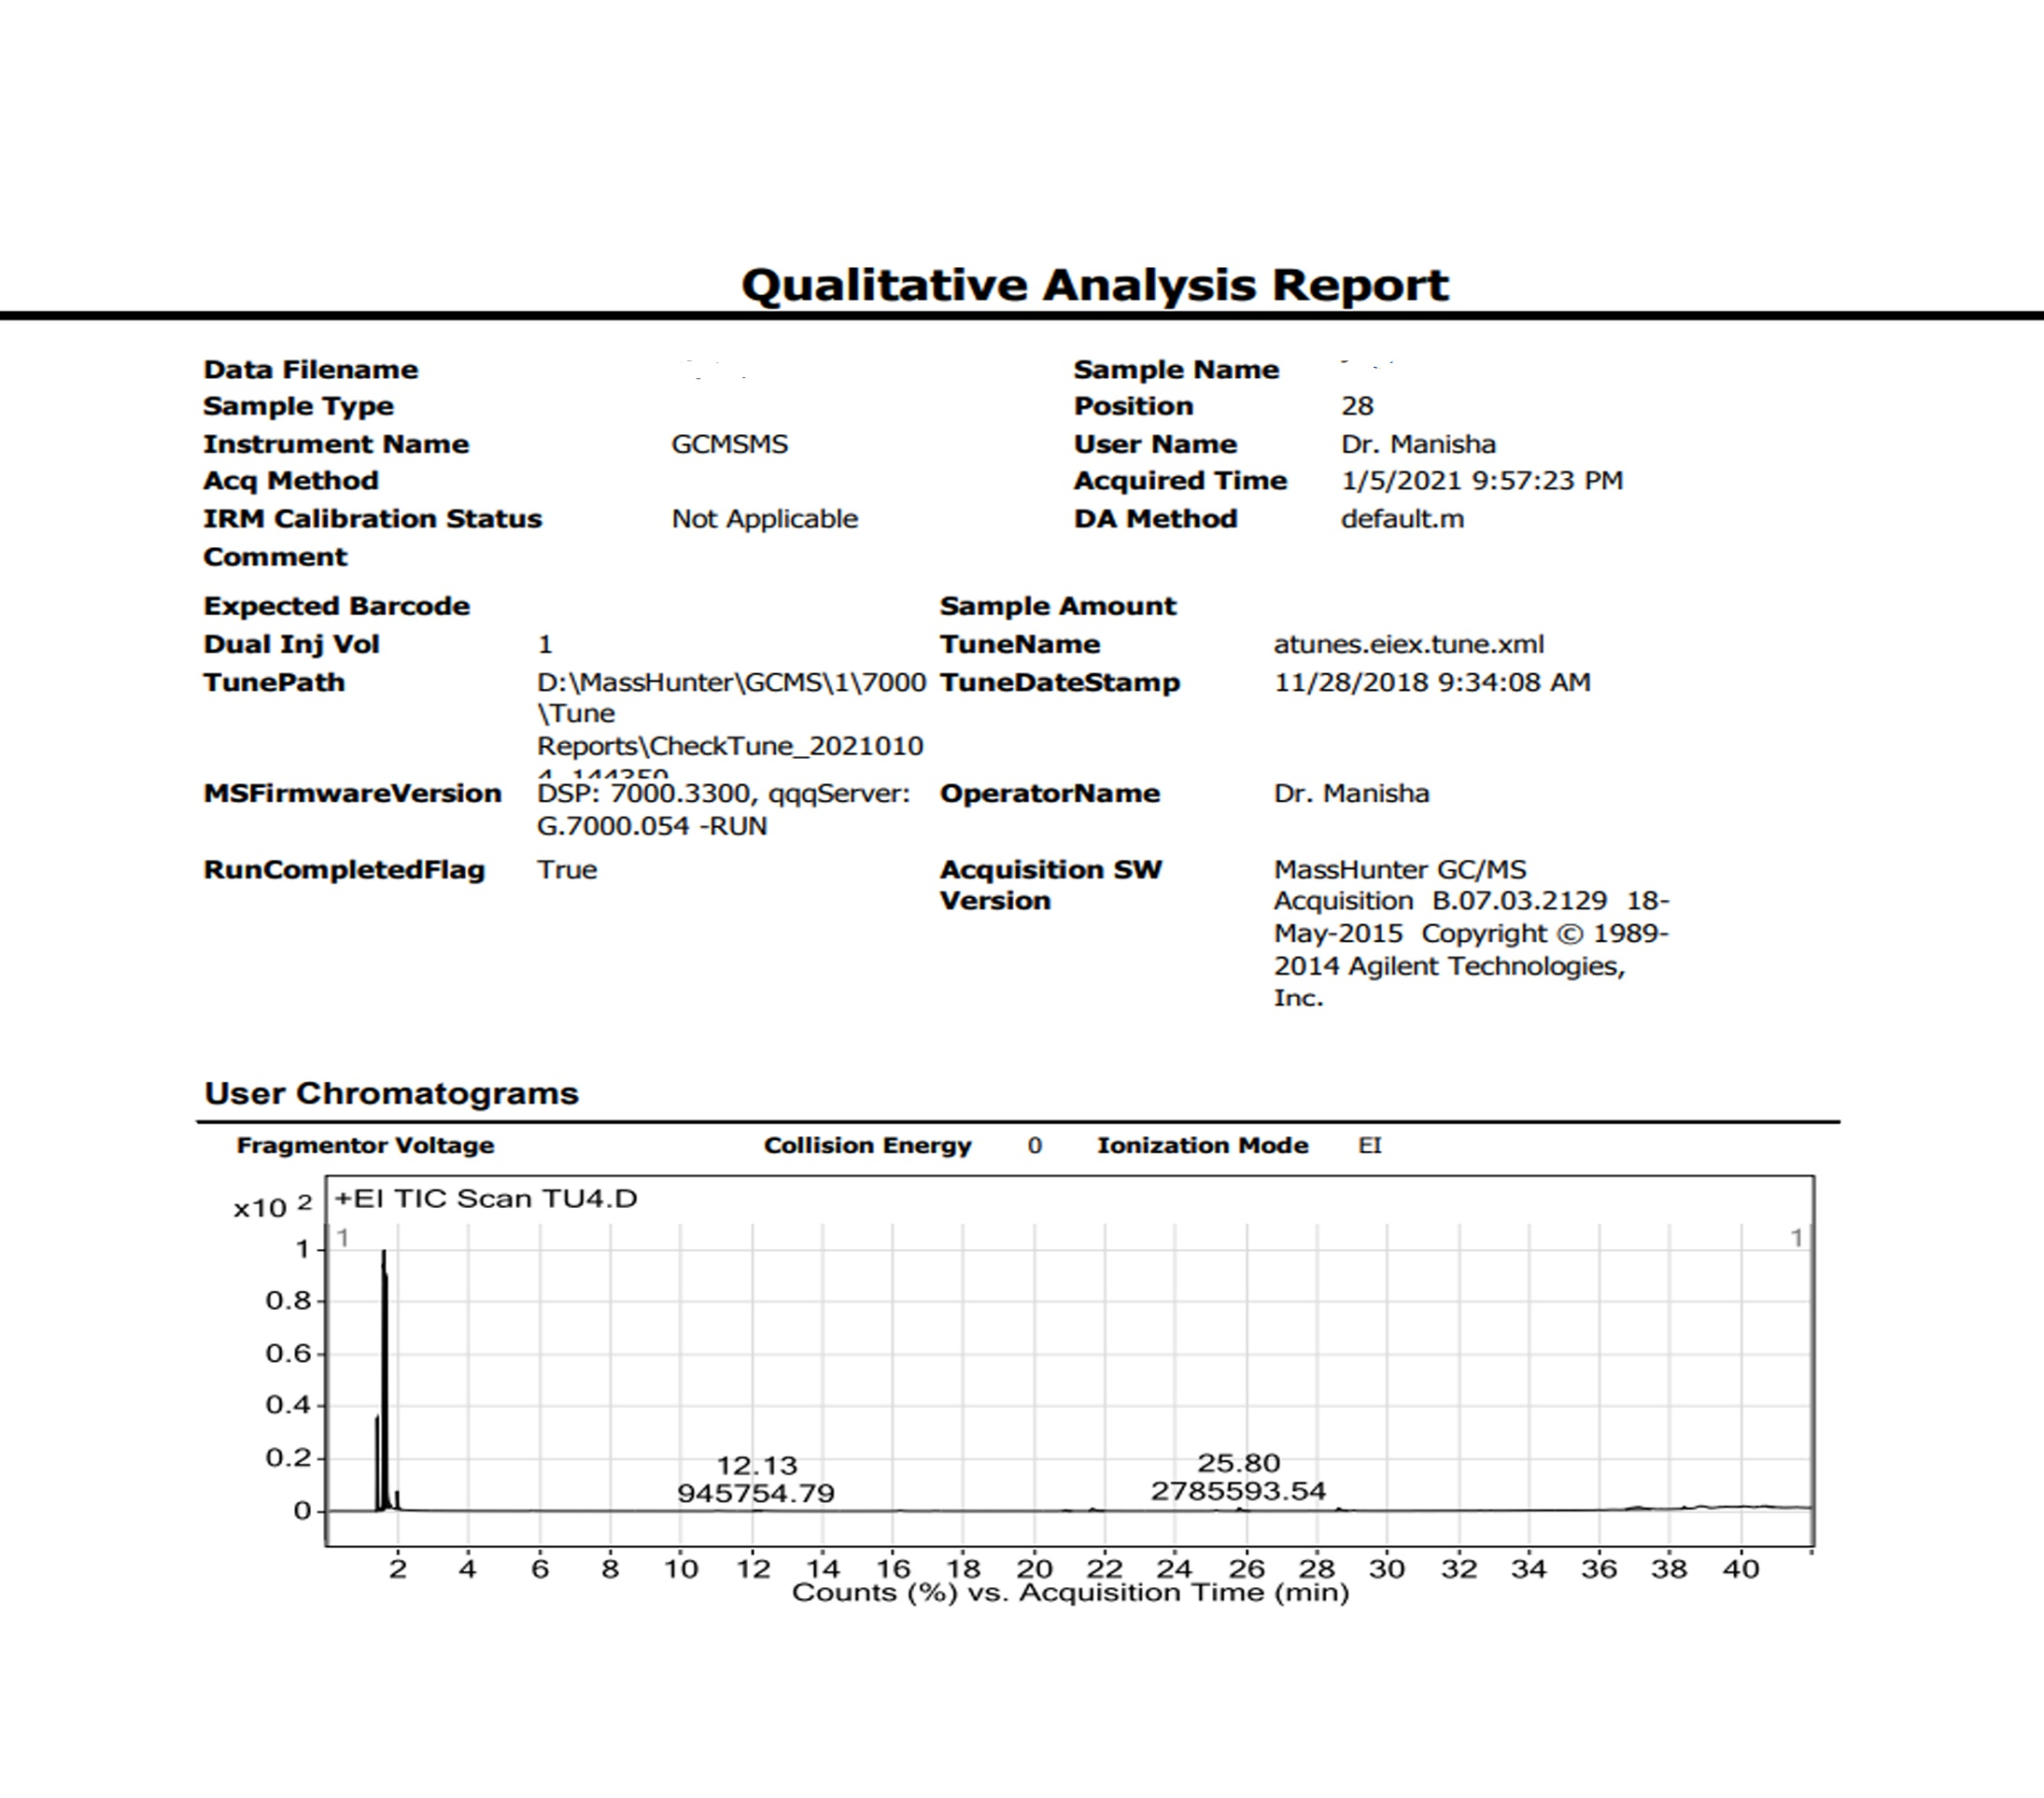 Qualitative Analysis Report
Data Filename Sample Name
Sample Type Position 28
Instrument Name GCMSMS User Name Dr. Manisha
Acq Method Acquired Time 1/5/2021 9:57:23 PM
IRM Calibration Status Not Applicable DA Method default.m
Comment
Expected Barcode Sample Amount
Dual Inj Vol 1 TuneName atunes.eiex.tune.xml
TunePath D:\MassHunter\GCMS\1\7000 TuneDateStamp 11/28/2018 9:34:08 AM
\Tune
Reports\CheckTune_2021010
4_144350
MSFirmwareVersion DSP: 7000.3300, qqqServer: OperatorName Dr. Manisha
G.7000.054 -RUN
RunCompletedFlag True Acquisition SW MassHunter GC/MS
Version Acquisition B.07.03.2129 18-
May-2015 Copyright © 1989-
2014 Agilent Technologies,
Inc.
User Chromatograms
Fragmentor Voltage Collision Energy 0 Ionization Mode EI
x10 2 +EI TIC Scan TU4.D
1 1
1
0.8
0.6
0.4
0.2
0
12.13 25.80
945754.79 2785593.54
2 4 6 8 10 12 14 16 18 20 22 24 26 28 30 32 34 36 38 40
Counts (%) vs. Acquisition Time (min)